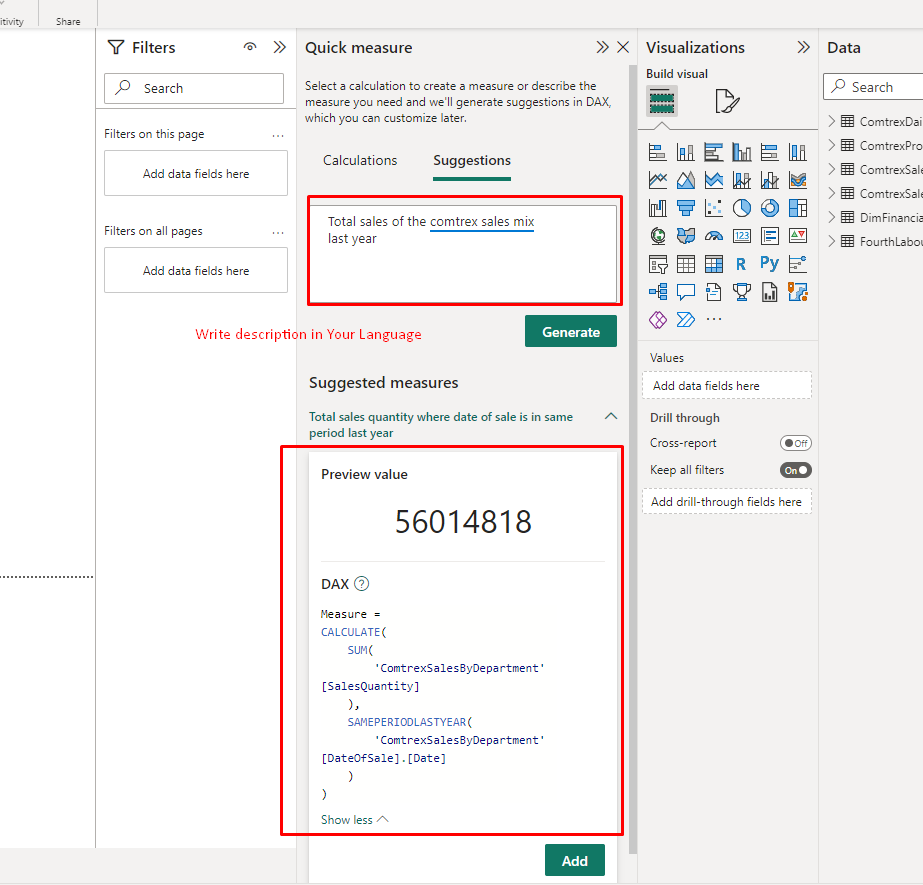 itivity
Share
Filters
Search
Filters on this page
...
Add data fields here
Filters on all pages
...
Add data fields here
Write description in Your Language
Quick measure
Select a calculation to create a measure or describe the
measure you need and we'll generate suggestions in DAX,
which you can customize later.
Calculations
Suggestions
Total sales of the comtrex sales mix
last year
Generate
Suggested measures
Total sales quantity where date of sale is in same
period last year
Preview value
56014818
DAX ?
Measure =
CALCULATE(
SUM(
'ComtrexSalesByDepartment'
[SalesQuantity]
),
SAMEPERIODLASTYEAR(
'ComtrexSalesByDepartment'
[DateOfSale].[Date]
)
)
Show less
Add
Visualizations
Build visual
123
R
Py
...
Values
Add data fields here
Drill through
Cross-report
Off
Keep all filters
On
Add drill-through fields here
Data
Search
ComtrexDai
ComtrexPro
ComtrexSale
ComtrexSale
DimFinancia
FourthLabou